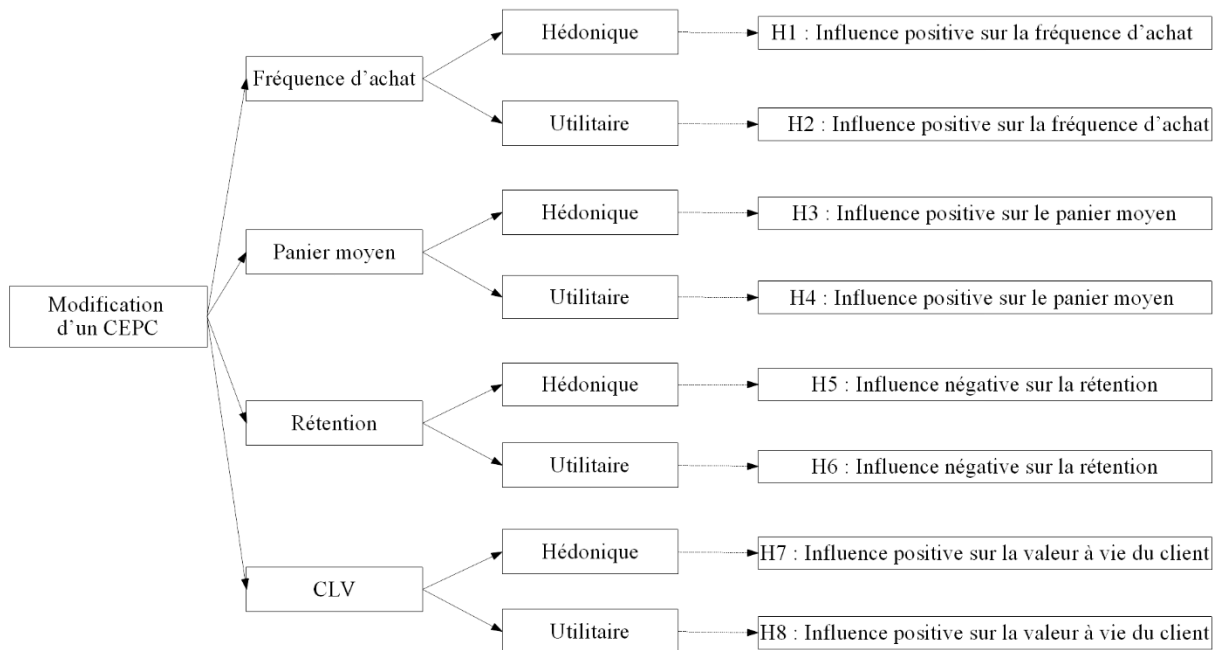 Hédonique
H1 : Influence positive sur la fréquence d’achat
Fréquence d’achat
Utilitaire
H2 : Influence positive sur la fréquence d’achat
Hédonique
H3 : Influence positive sur le panier moyen
Panier moyen
Utilitaire
H4 : Influence positive sur le panier moyen
Modification
d’un CEPC
Hédonique
H5 : Influence négative sur la rétention
Rétention
Utilitaire
H6 : Influence négative sur la rétention
Hédonique
H7 : Influence positive sur la valeur à vie du client
CLV
Utilitaire
H8 : Influence positive sur la valeur à vie du client